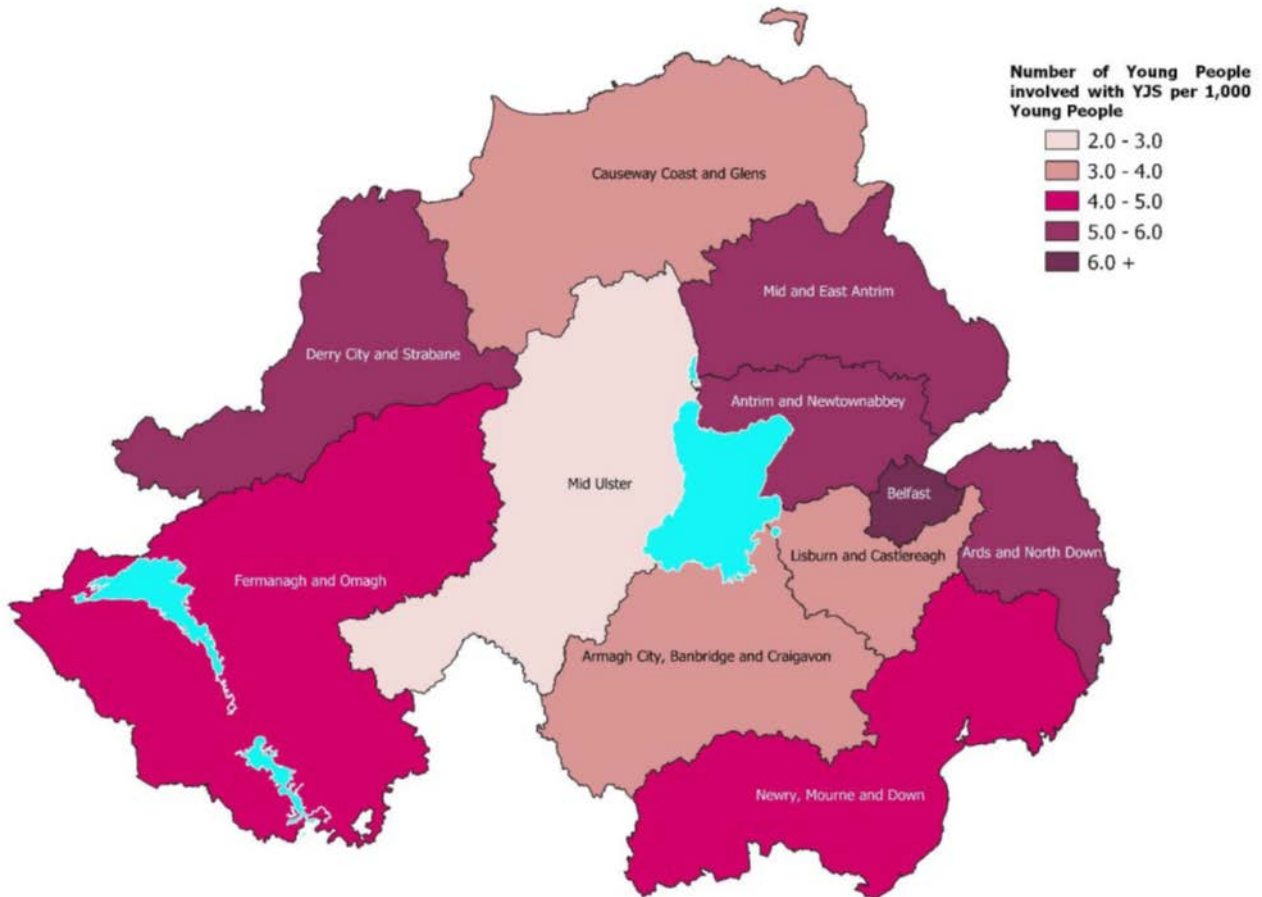 Number of Young People
involved with YJS per 1,000
Young People
2.0 - 3.0
3.0 - 4.0
4.0 - 5.0
5.0 - 6.0
6.0 +
Causeway Coast and Glens
Mid and East Antrim
Derry City and Strabane
Antrim and Newtownabbey
Mid Ulster
Belfast
Lisburn and Castlereagh
Ards and North Down
Fermanagh and Omagh
Armagh City, Banbridge and Craigavon
Newry, Mourne and Down